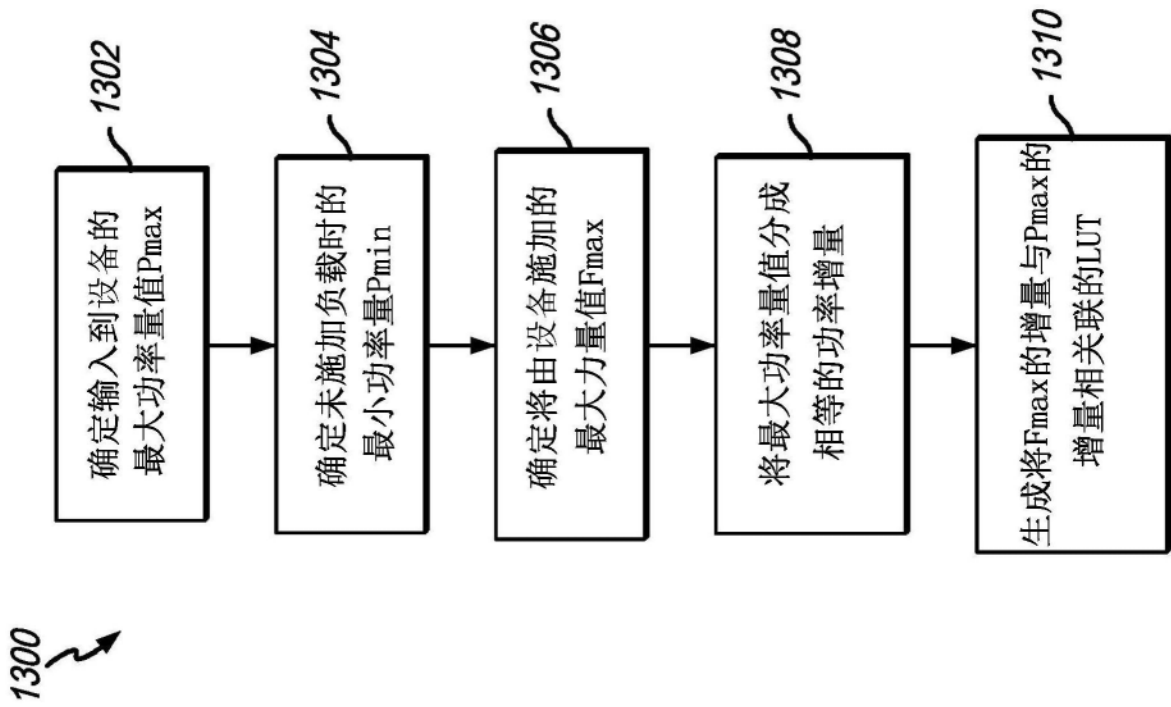 1300
1302
确定输入到设备的
最大功率量值Pmax
1304
确定未施加负载时的
最小功率量Pmin
1306
确定将由设备施加的
最大力量值Fmax
1308
将最大功率量值分成
相等的功率增量
1310
生成将Fmax的增量与Pmax的
增量相关联的LUT